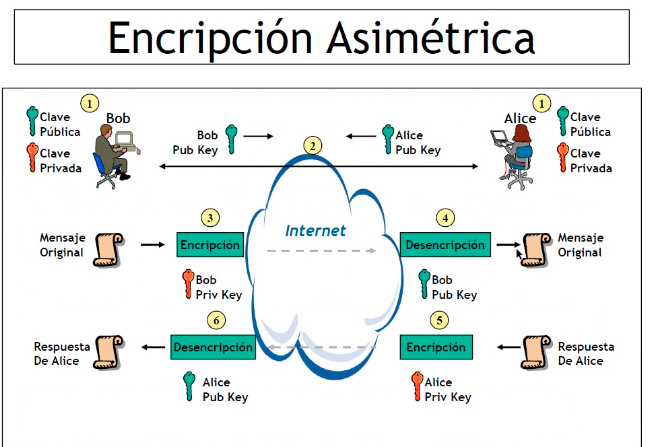 Encripción Asimétrica
1
1
Clave
Pública
Bob
Alice
Clave
Pública
Clave
Privada
Clave
Privada
Bob
Pub Key
2
Alice
Pub Key
3
4
Internet
Mensaje
Original
Encripción
Desencripción
Mensaje
Original
Bob
Priv Key
Bob
Pub Key
6
5
Respuesta
De Alice
Desencripción
Encripción
Respuesta
De Alice
Alice
Pub Key
Alice
Priv Key